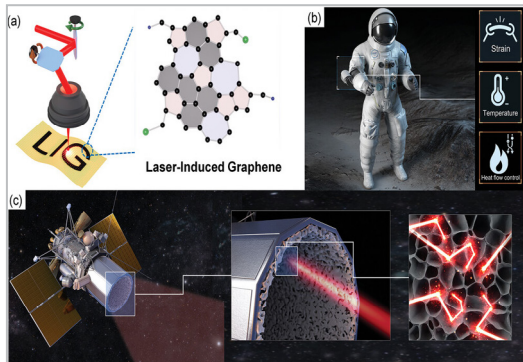 (a)
LIG
Laser-Induced Graphene
(b)
Strain
+
-
Temperature
Heat flow control
(c)